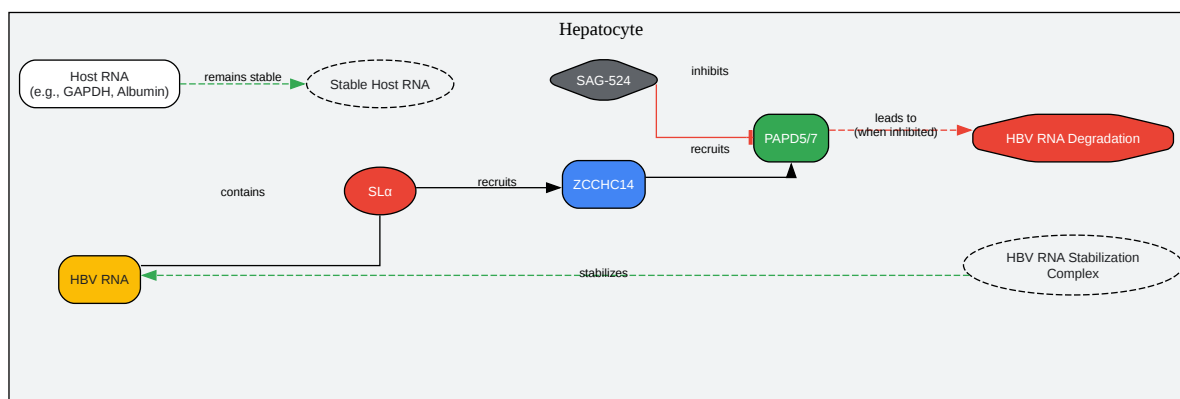 Hepatocyte
Host RNA
(e.g., GAPDH, Albumin)
remains stable
Stable Host RNA
SAG-524
inhibits
PAPD5/7
leads to
(when inhibited)
HBV RNA Degradation
recruits
contains
SLα
recruits
ZCCHC14
HBV RNA
stabilizes
HBV RNA Stabilization
Complex